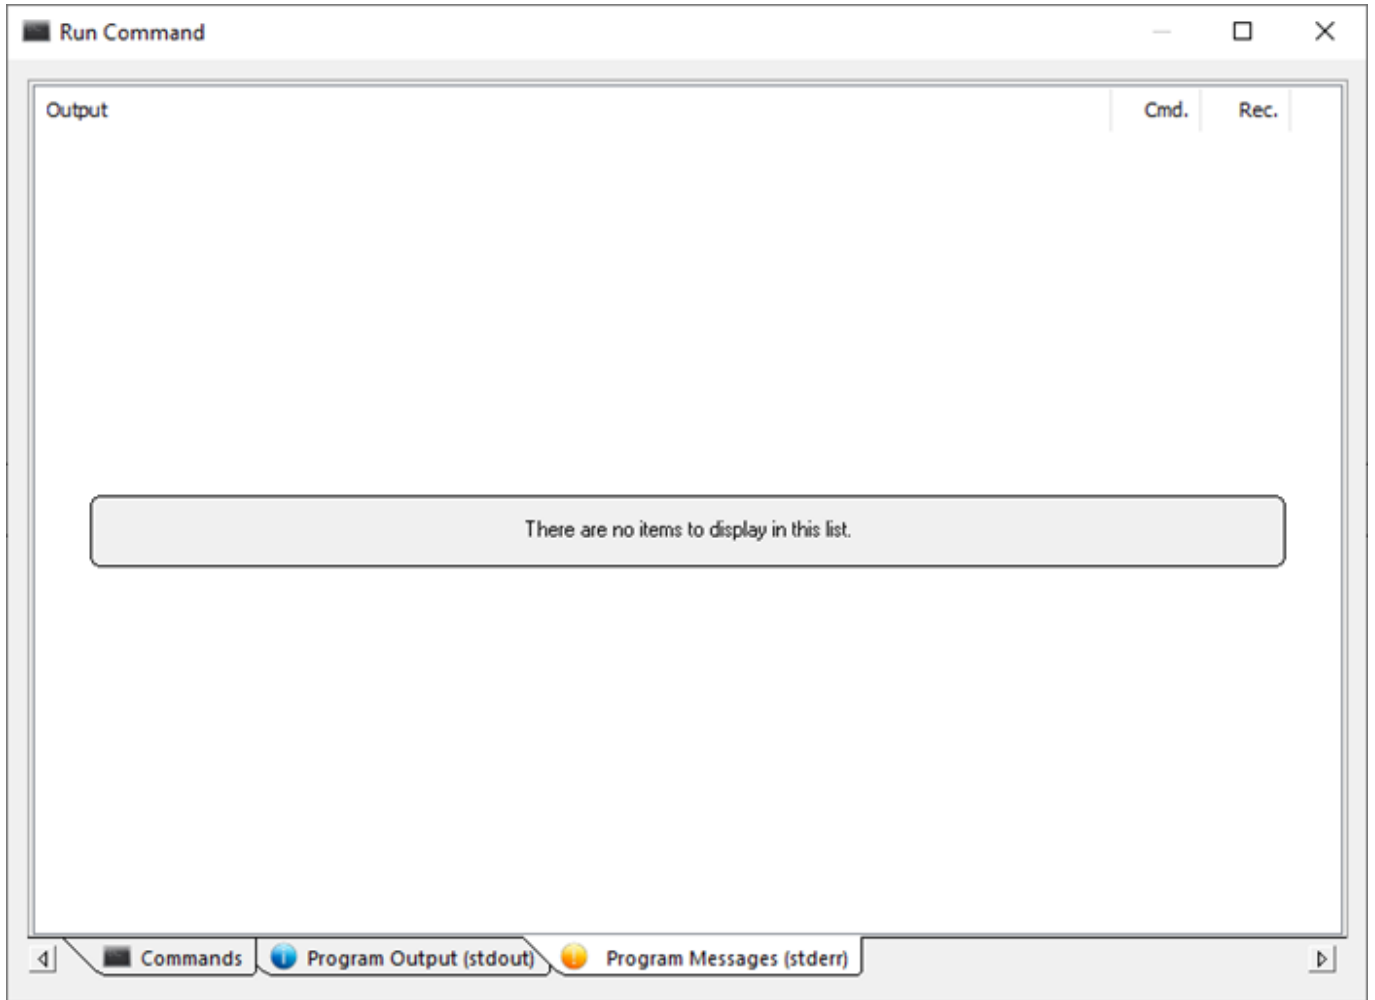 Run Command
Output Cmd. Rec.
There are no items to display in this list.
Commands Program Output (stdout) Program Messages (stderr)